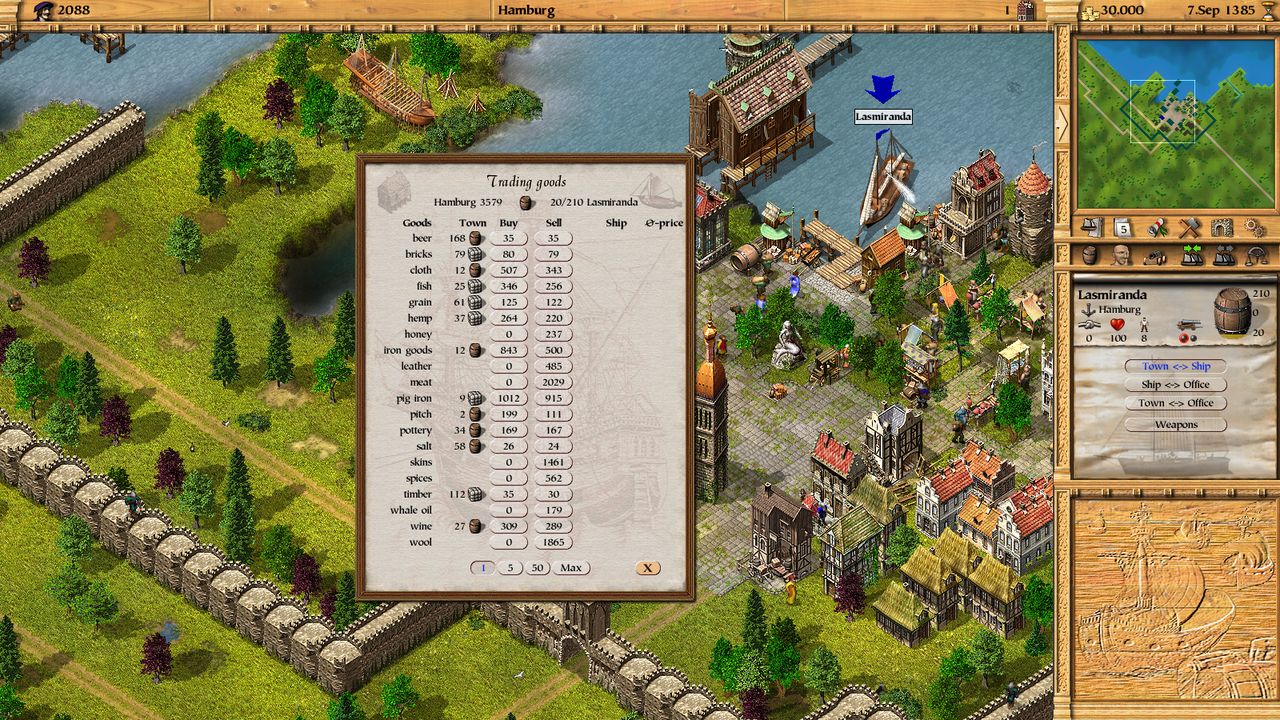 2088 Hamburg 1 30.000 7.Sep 1385
Lasmiranda
Trading goods
Hamburg 3579 20/210 Lasmiranda
Goods Town Buy Sell Ship Ø-price
beer 168 35 35
bricks 79 80 79
cloth 12 507 343
fish 25 346 256
grain 61 125 122
hemp 37 264 220
honey 0 237
iron goods 12 843 500
leather 0 485
meat 0 2029
pig iron 9 1012 915
pitch 2 199 111
pottery 34 169 167
salt 58 26 24
skins 0 1461
spices 0 562
timber 112 35 30
whale oil 0 179
wine 27 309 289
wool 0 1865
1 5 50 Max X
5
Lasmiranda 210
Hamburg 0
0 100 8 20
Town <-> Ship
Ship <-> Office
Town <-> Office
Weapons